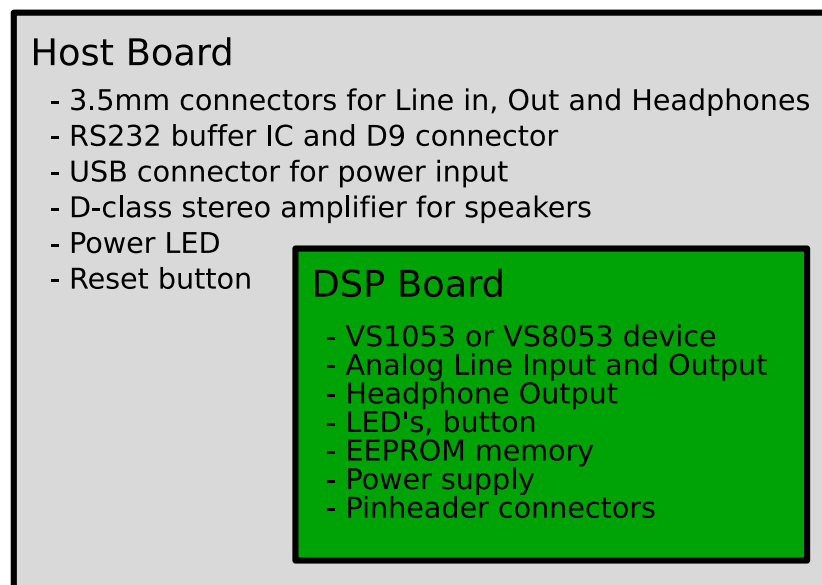 Host Board
- 3.5mm connectors for Line in, Out and Headphones
- RS232 buffer IC and D9 connector
- USB connector for power input
- D-class stereo amplifier for speakers
- Power LED
- Reset button
DSP Board
- VS1053 or VS8053 device
- Analog Line Input and Output
- Headphone Output
- LED's, button
- EEPROM memory
- Power supply
- Pinheader connectors